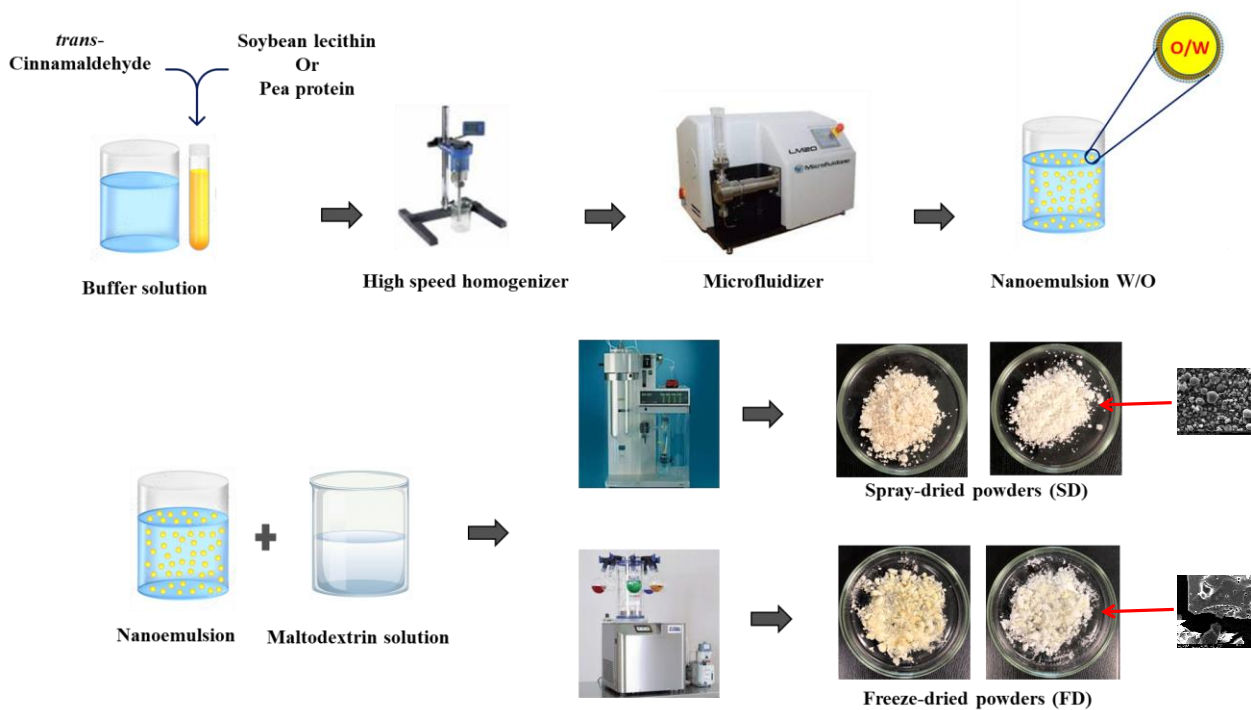 trans-
Cinnamaldehyde
Soybean lecithin
Or
Pea protein
O/W
LM20
Microfluidizer
Buffer solution
High speed homogenizer
Microfluidizer
Nanoemulsion W/O
Spray-dried powders (SD)
Nanoemulsion
Maltodextrin solution
Freeze-dried powders (FD)